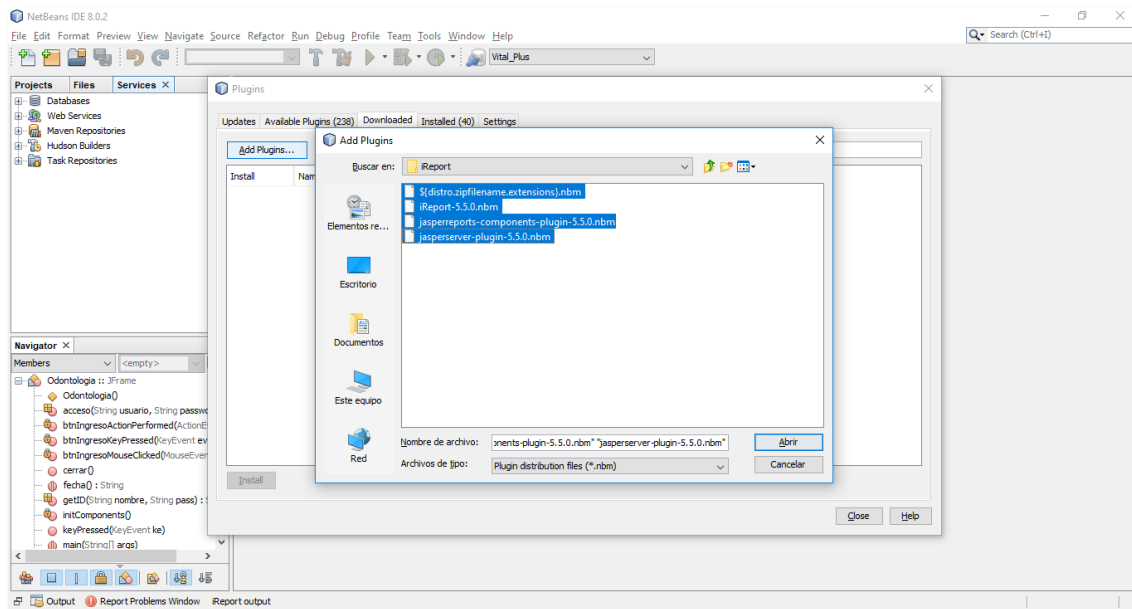 NetBeans IDE 8.0.2
File Edit Format Preview View Navigate Source Refactor Run Debug Profile Team Tools Window Help
Search (Ctrl+I)
Vital_Plus
Projects Files Services
Databases
Web Services
Maven Repositories
Hudson Builders
Task Repositories
Plugins
Updates Available Plugins (238) Downloaded Installed (40) Settings
Add Plugins...
Install Nam
Add Plugins
Buscar en: iReport
${distro.zipfilename.extensions}.nbm
iReport-5.5.0.nbm
jasperreports-components-plugin-5.5.0.nbm
jasperserver-plugin-5.5.0.nbm
Elementos re...
Escritorio
Documentos
Este equipo
Red
Nombre de archivo: onents-plugin-5.5.0.nbm" "jasperserver-plugin-5.5.0.nbm" Abrir
Archivos de tipo: Plugin distribution files (*.nbm) Cancelar
Install
Close Help
Navigator
Members <empty>
Odontologia :: JFrame
Odontologia()
acceso(String usuario, String passwo
btnIngresoActionPerformed(ActionE
btnIngresoKeyPressed(KeyEvent ev
btnIngresoMouseClicked(MouseEver
cerrar()
fecha() : String
getID(String nombre, String pass) : S
initComponents()
keyPressed(KeyEvent ke)
main(String[] args)
Output Report Problems Window iReport output